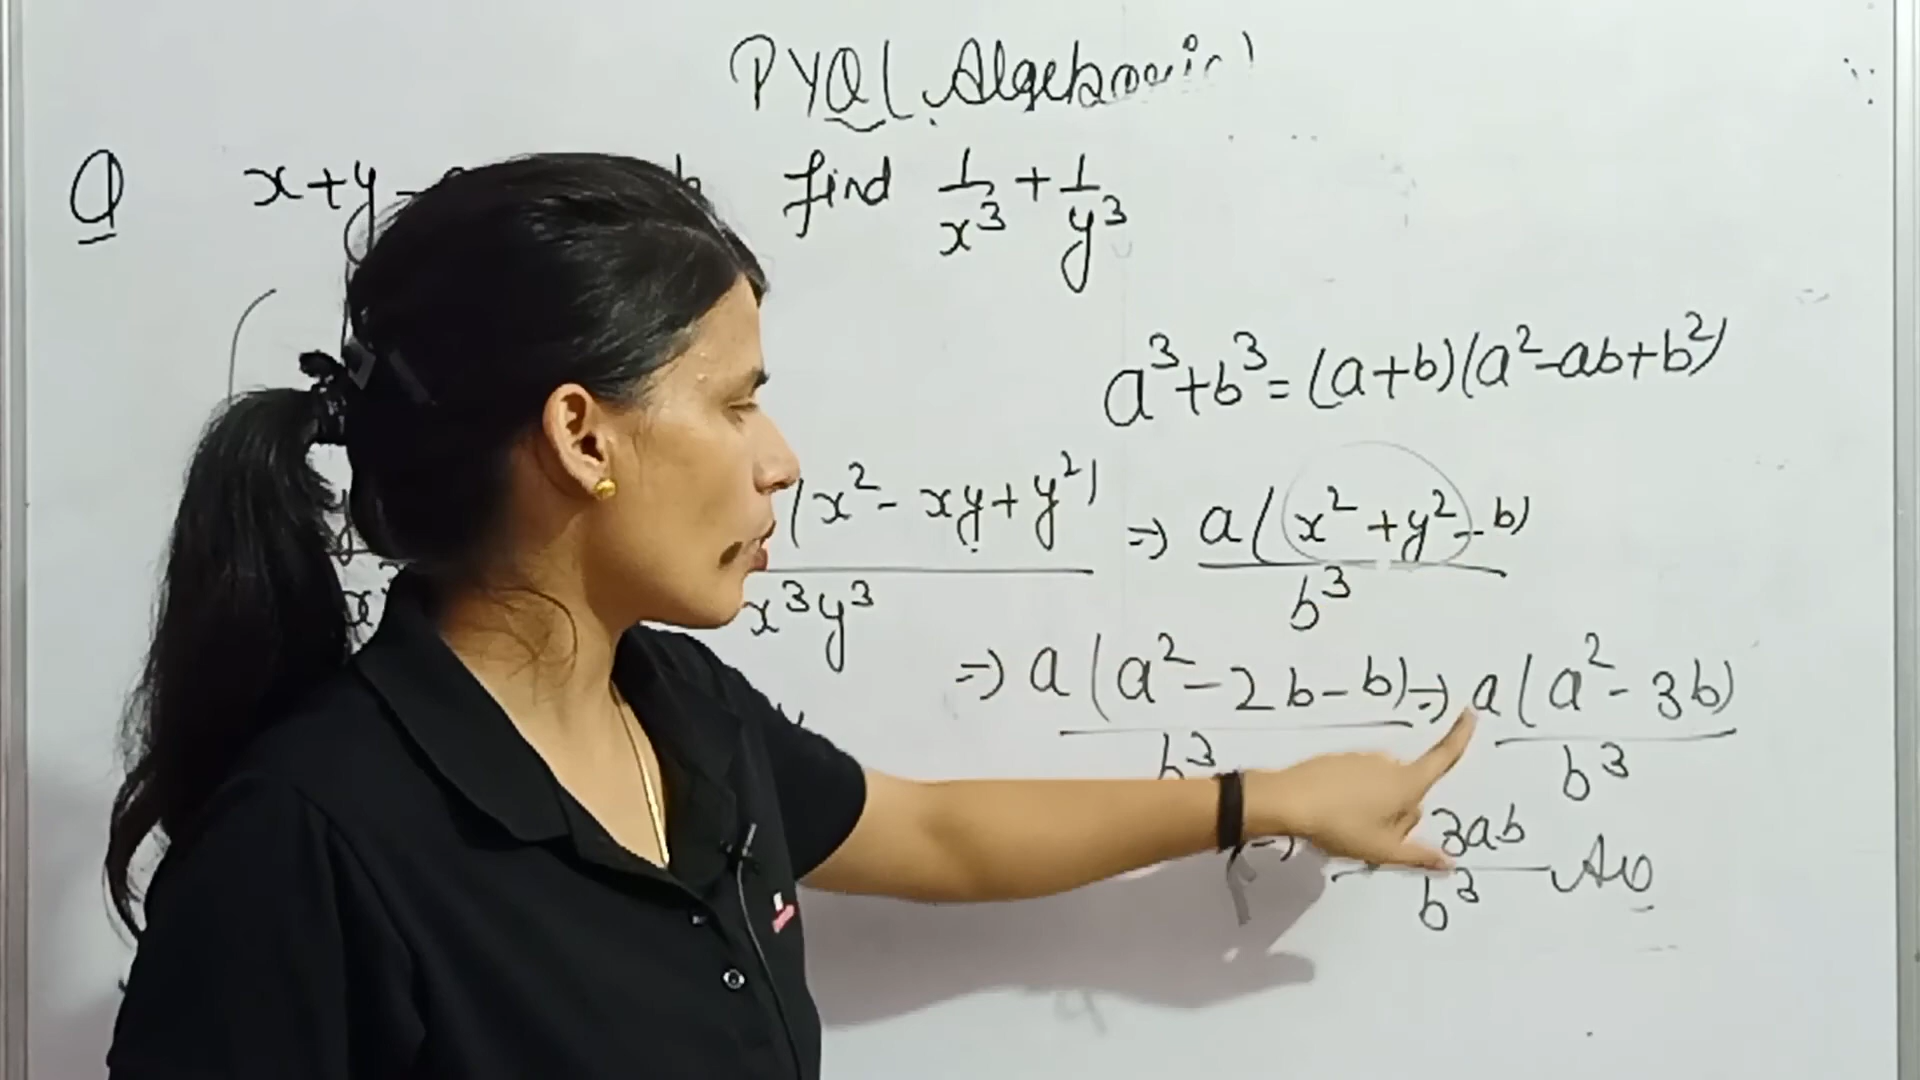 PYQ( Algebraic)
Q x+y b find 1/x³ + 1/y³
a³+b³=(a+b)(a²-ab+b²)
(x²-xy+y²)/x³y³ => a(x²+y²-b)/b³
=> a(a²-2b-b)/b³ => a(a²-3b)/b³
3ab/b³